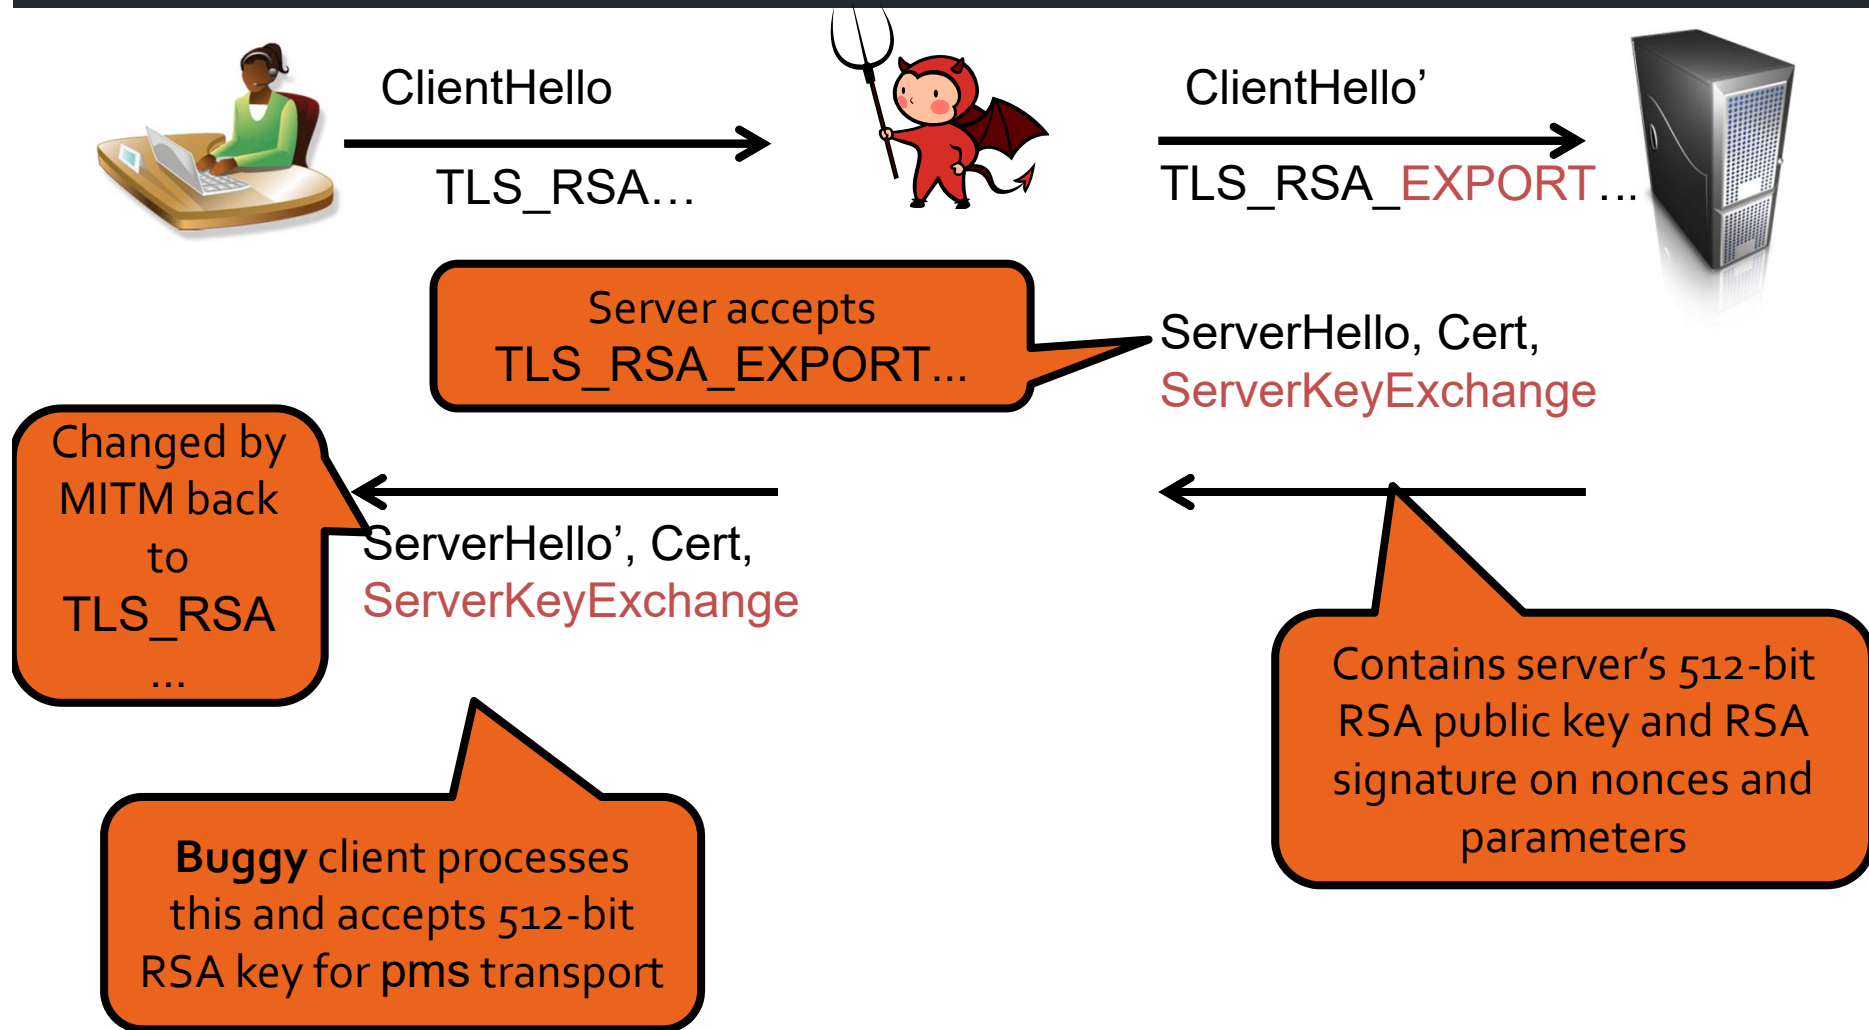 ClientHello
TLS_RSA…
ClientHello’
TLS_RSA_EXPORT…
Server accepts
TLS_RSA_EXPORT...
ServerHello, Cert,
ServerKeyExchange
Changed by
MITM back
to
TLS_RSA
...
ServerHello’, Cert,
ServerKeyExchange
Contains server’s 512-bit
RSA public key and RSA
signature on nonces and
parameters
Buggy client processes
this and accepts 512-bit
RSA key for pms transport